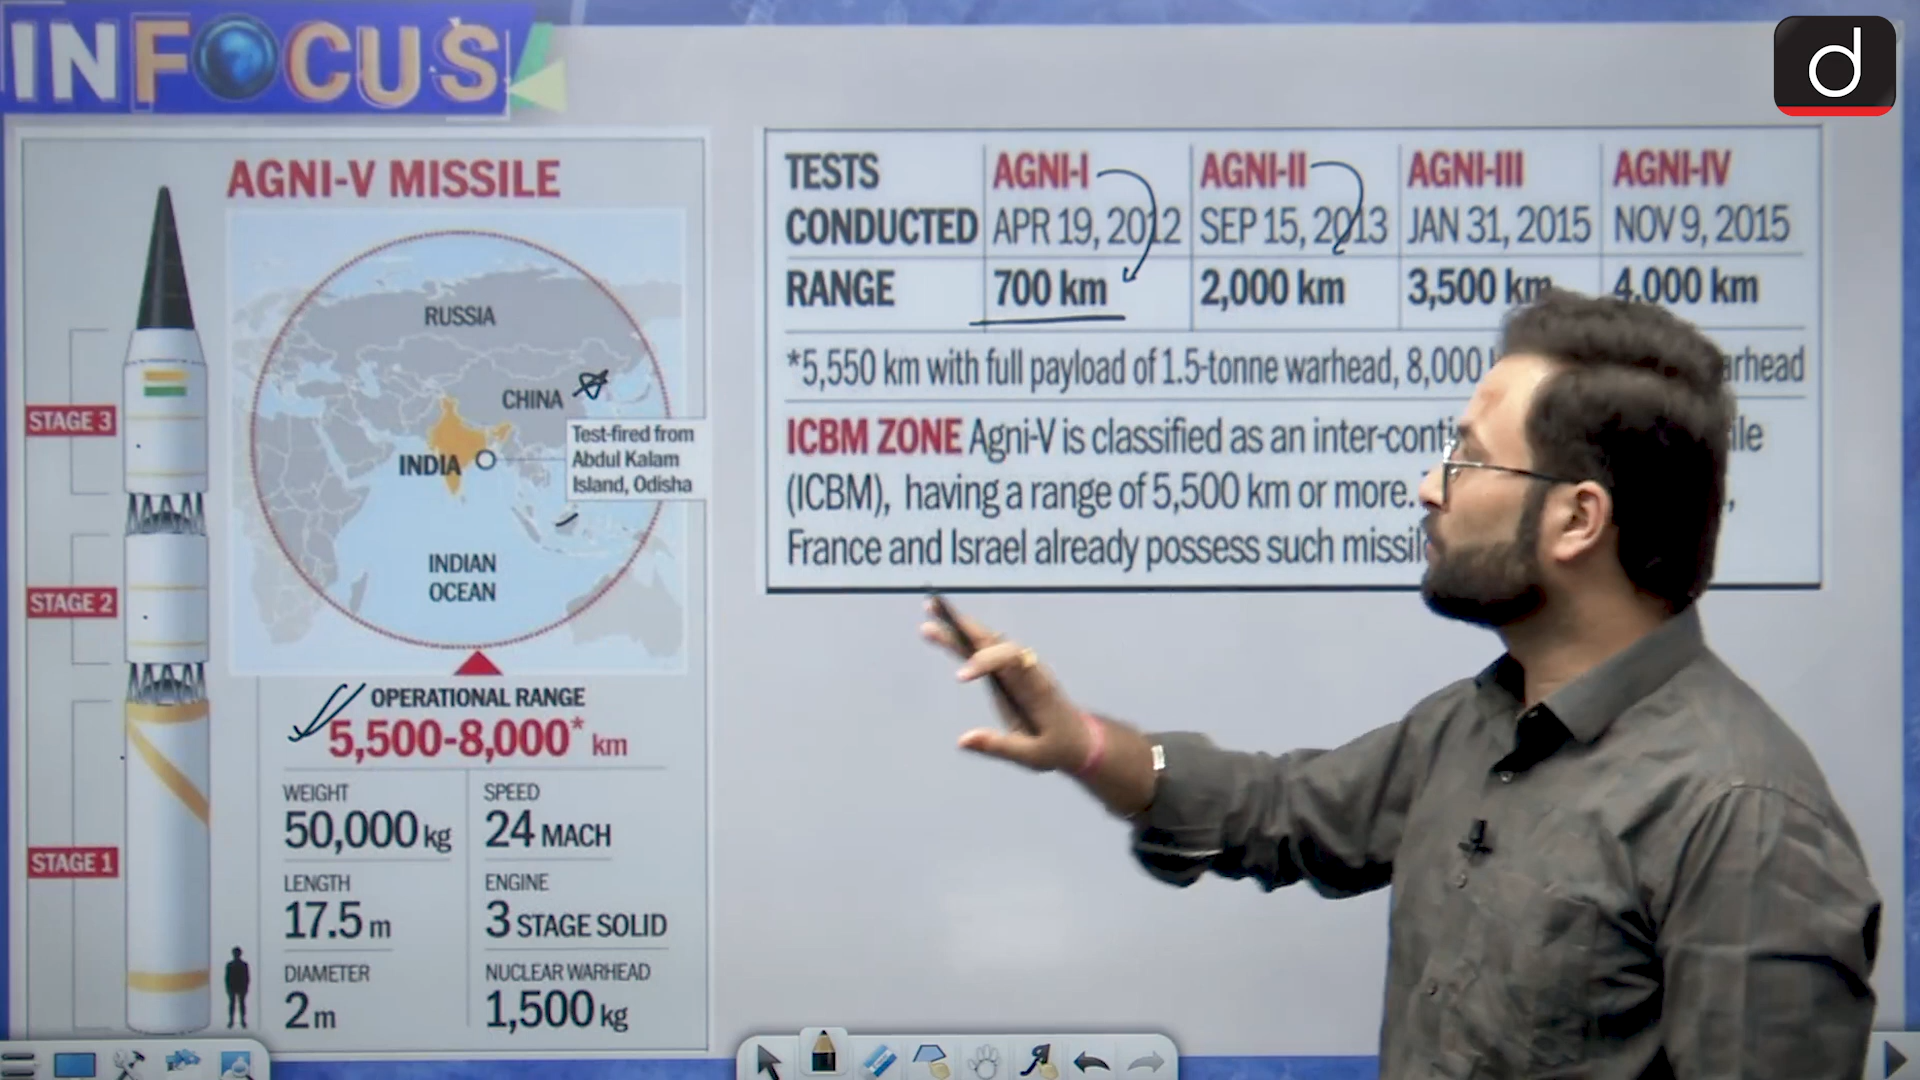 INFOCUS
d
AGNI-V MISSILE
RUSSIA
CHINA
INDIA
Test-fired from
Abdul Kalam
Island, Odisha
INDIAN
OCEAN
STAGE 3
STAGE 2
STAGE 1
OPERATIONAL RANGE
5,500-8,000* km
WEIGHT
50,000 kg
SPEED
24 MACH
LENGTH
17.5 m
ENGINE
3 STAGE SOLID
DIAMETER
2 m
NUCLEAR WARHEAD
1,500 kg
TESTS CONDUCTED
AGNI-I
APR 19, 2012
AGNI-II
SEP 15, 2013
AGNI-III
JAN 31, 2015
AGNI-IV
NOV 9, 2015
RANGE 700 km 2,000 km 3,500 km 4,000 km
*5,550 km with full payload of 1.5-tonne warhead, 8,000
ICBM ZONE Agni-V is classified as an
(ICBM), having a range of 5,500 km or more.
France and Israel already possess such